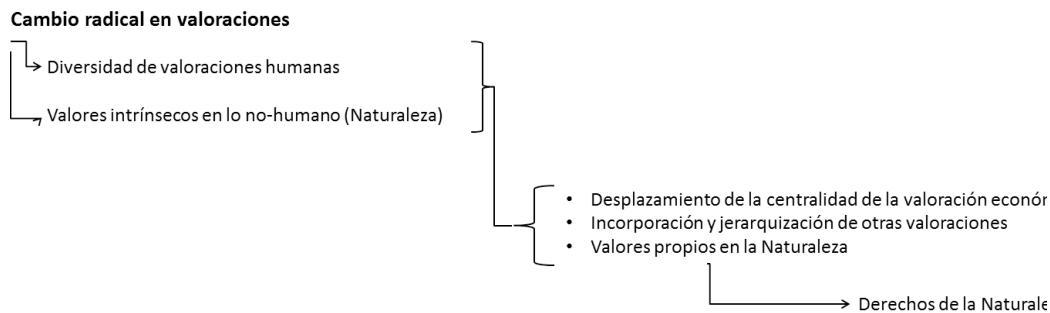 Cambio radical en valoraciones
Diversidad de valoraciones humanas
Valores intrínsecos en lo no-humano (Naturaleza)
• Desplazamiento de la centralidad de la valoración
• Incorporación y jerarquización de otras valoraciones
• Valores propios en la Naturaleza
Derechos de la